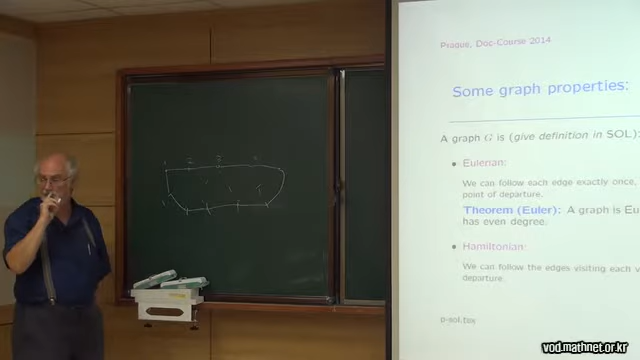 Prague, Doc-Course 2014
Some graph properties:
A graph G is (give definition in SOL):
• Eulerian:
We can follow each edge exactly once,
point of departure.
Theorem (Euler): A graph is Eu
has even degree.
• Hamiltonian:
We can follow the edges visiting each v
departure.
p-sol.tex
vod.mathnet.or.kr